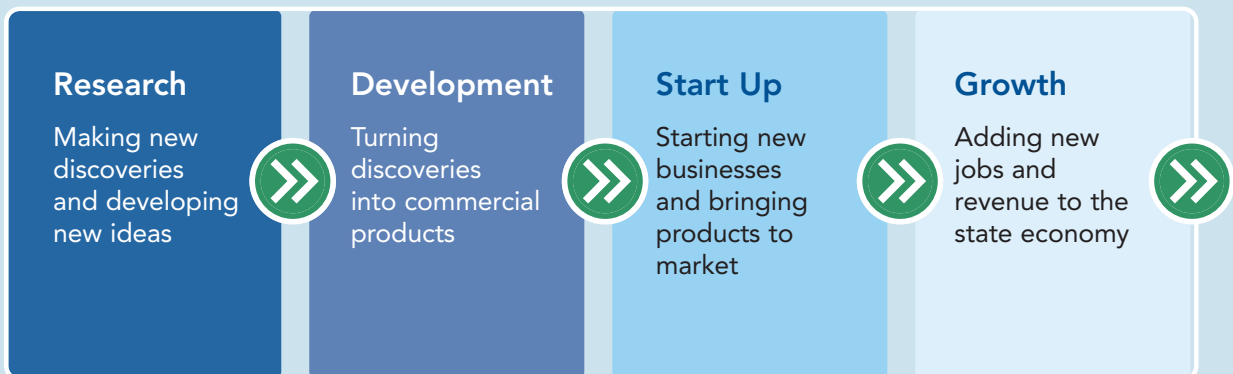 Research
Making new
discoveries
and developing
new ideas
Development
Turning
discoveries
into commercial
products
Start Up
Starting new
businesses
and bringing
products to
market
Growth
Adding new
jobs and
revenue to the
state economy